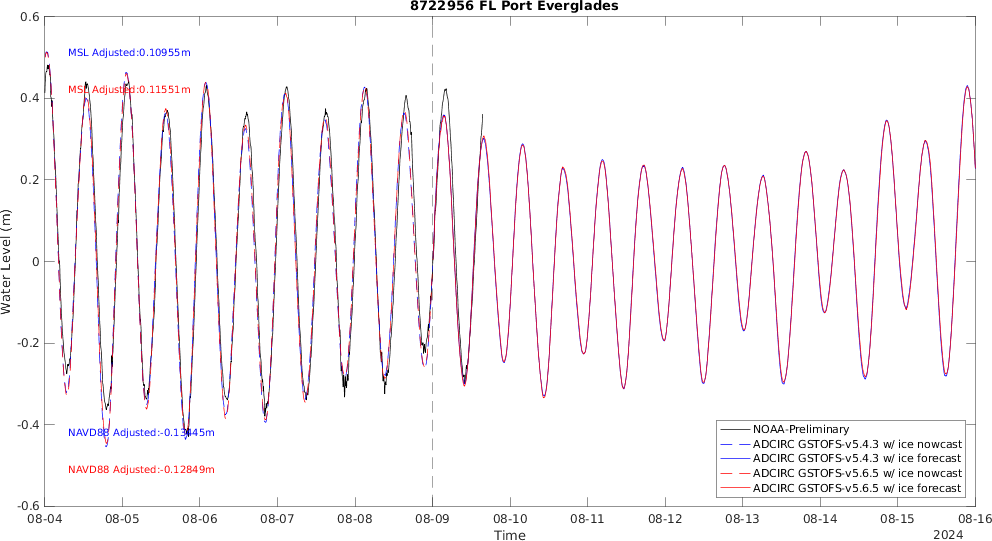 8722956 FL Port Everglades
0.6
0.4
0.2
0
-0.2
-0.4
-0.6
Water Level (m)
MSL Adjusted:0.10955m
MSL Adjusted:0.11551m
NAVD88 Adjusted:-0.13445m
NAVD88 Adjusted:-0.12849m
NOAA-Preliminary
ADCIRC GSTOFS-v5.4.3 w/ ice nowcast
ADCIRC GSTOFS-v5.4.3 w/ ice forecast
ADCIRC GSTOFS-v5.6.5 w/ ice nowcast
ADCIRC GSTOFS-v5.6.5 w/ ice forecast
08-04 08-05 08-06 08-07 08-08 08-09 08-10 08-11 08-12 08-13 08-14 08-15 08-16
Time
2024